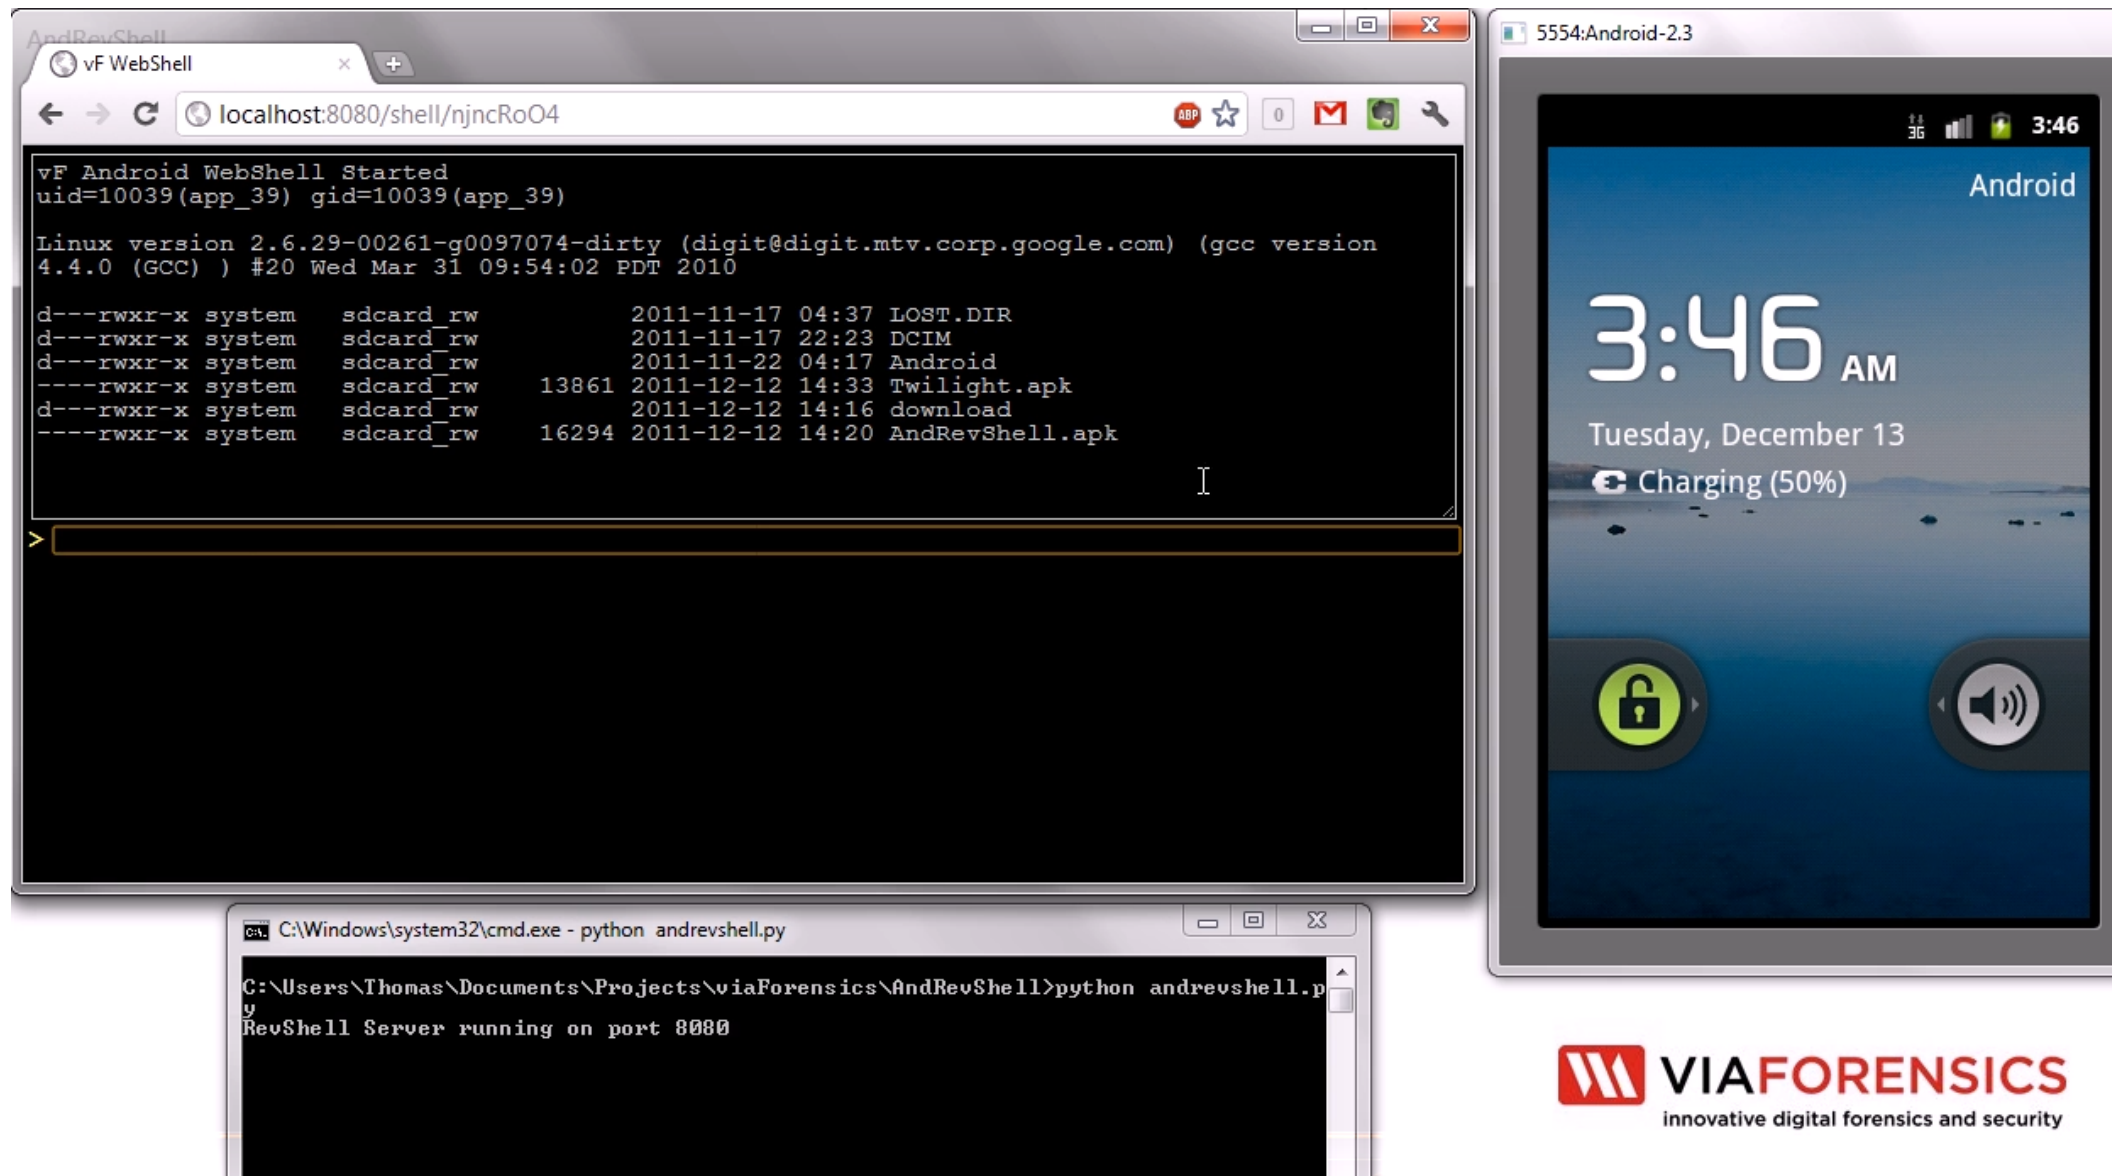 AndRevShell
vF WebShell
localhost:8080/shell/njncRoO4
ABP
0
vF Android WebShell Started
uid=10039(app_39) gid=10039(app_39)
Linux version 2.6.29-00261-g0097074-dirty (digit@digit.mtv.corp.google.com) (gcc version
4.4.0 (GCC) ) #20 Wed Mar 31 09:54:02 PDT 2010
d---rwxr-x system   sdcard_rw          2011-11-17 04:37 LOST.DIR
d---rwxr-x system   sdcard_rw          2011-11-17 22:23 DCIM
d---rwxr-x system   sdcard_rw          2011-11-22 04:17 Android
----rwxr-x system   sdcard_rw    13861 2011-12-12 14:33 Twilight.apk
d---rwxr-x system   sdcard_rw          2011-12-12 14:16 download
----rwxr-x system   sdcard_rw    16294 2011-12-12 14:20 AndRevShell.apk
>
5554:Android-2.3
3G 3:46
Android
3:46 AM
Tuesday, December 13
Charging (50%)
C:\Windows\system32\cmd.exe - python  andrevshell.py
C:\Users\Thomas\Documents\Projects\viaForensics\AndRevShell>python andrevshell.p
y
RevShell Server running on port 8080
VIAFORENSICS
innovative digital forensics and security